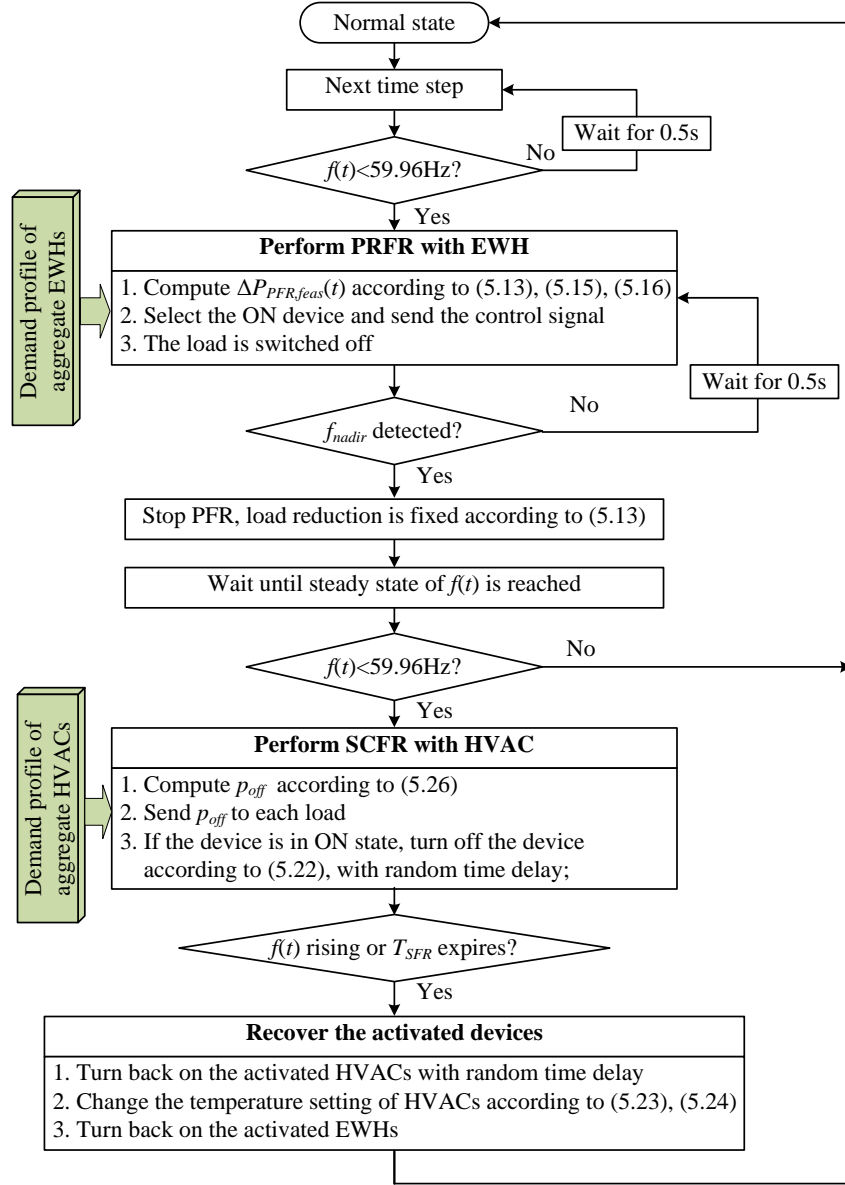 Normal state
Next time step
Wait for 0.5s
No
f(t)<59.96Hz?
Yes
Demand profile of
aggregate EWHs
Perform PRFR with EWH
1. Compute ΔP_PFR,feas(t) according to (5.13), (5.15), (5.16)
2. Select the ON device and send the control signal
3. The load is switched off
Wait for 0.5s
No
f_nadir detected?
Yes
Stop PFR, load reduction is fixed according to (5.13)
Wait until steady state of f(t) is reached
No
f(t)<59.96Hz?
Yes
Demand profile of
aggregate HVACs
Perform SCFR with HVAC
1. Compute p_off according to (5.26)
2. Send p_off to each load
3. If the device is in ON state, turn off the device
according to (5.22), with random time delay;
f(t) rising or T_SFR expires?
Yes
Recover the activated devices
1. Turn back on the activated HVACs with random time delay
2. Change the temperature setting of HVACs according to (5.23), (5.24)
3. Turn back on the activated EWHs